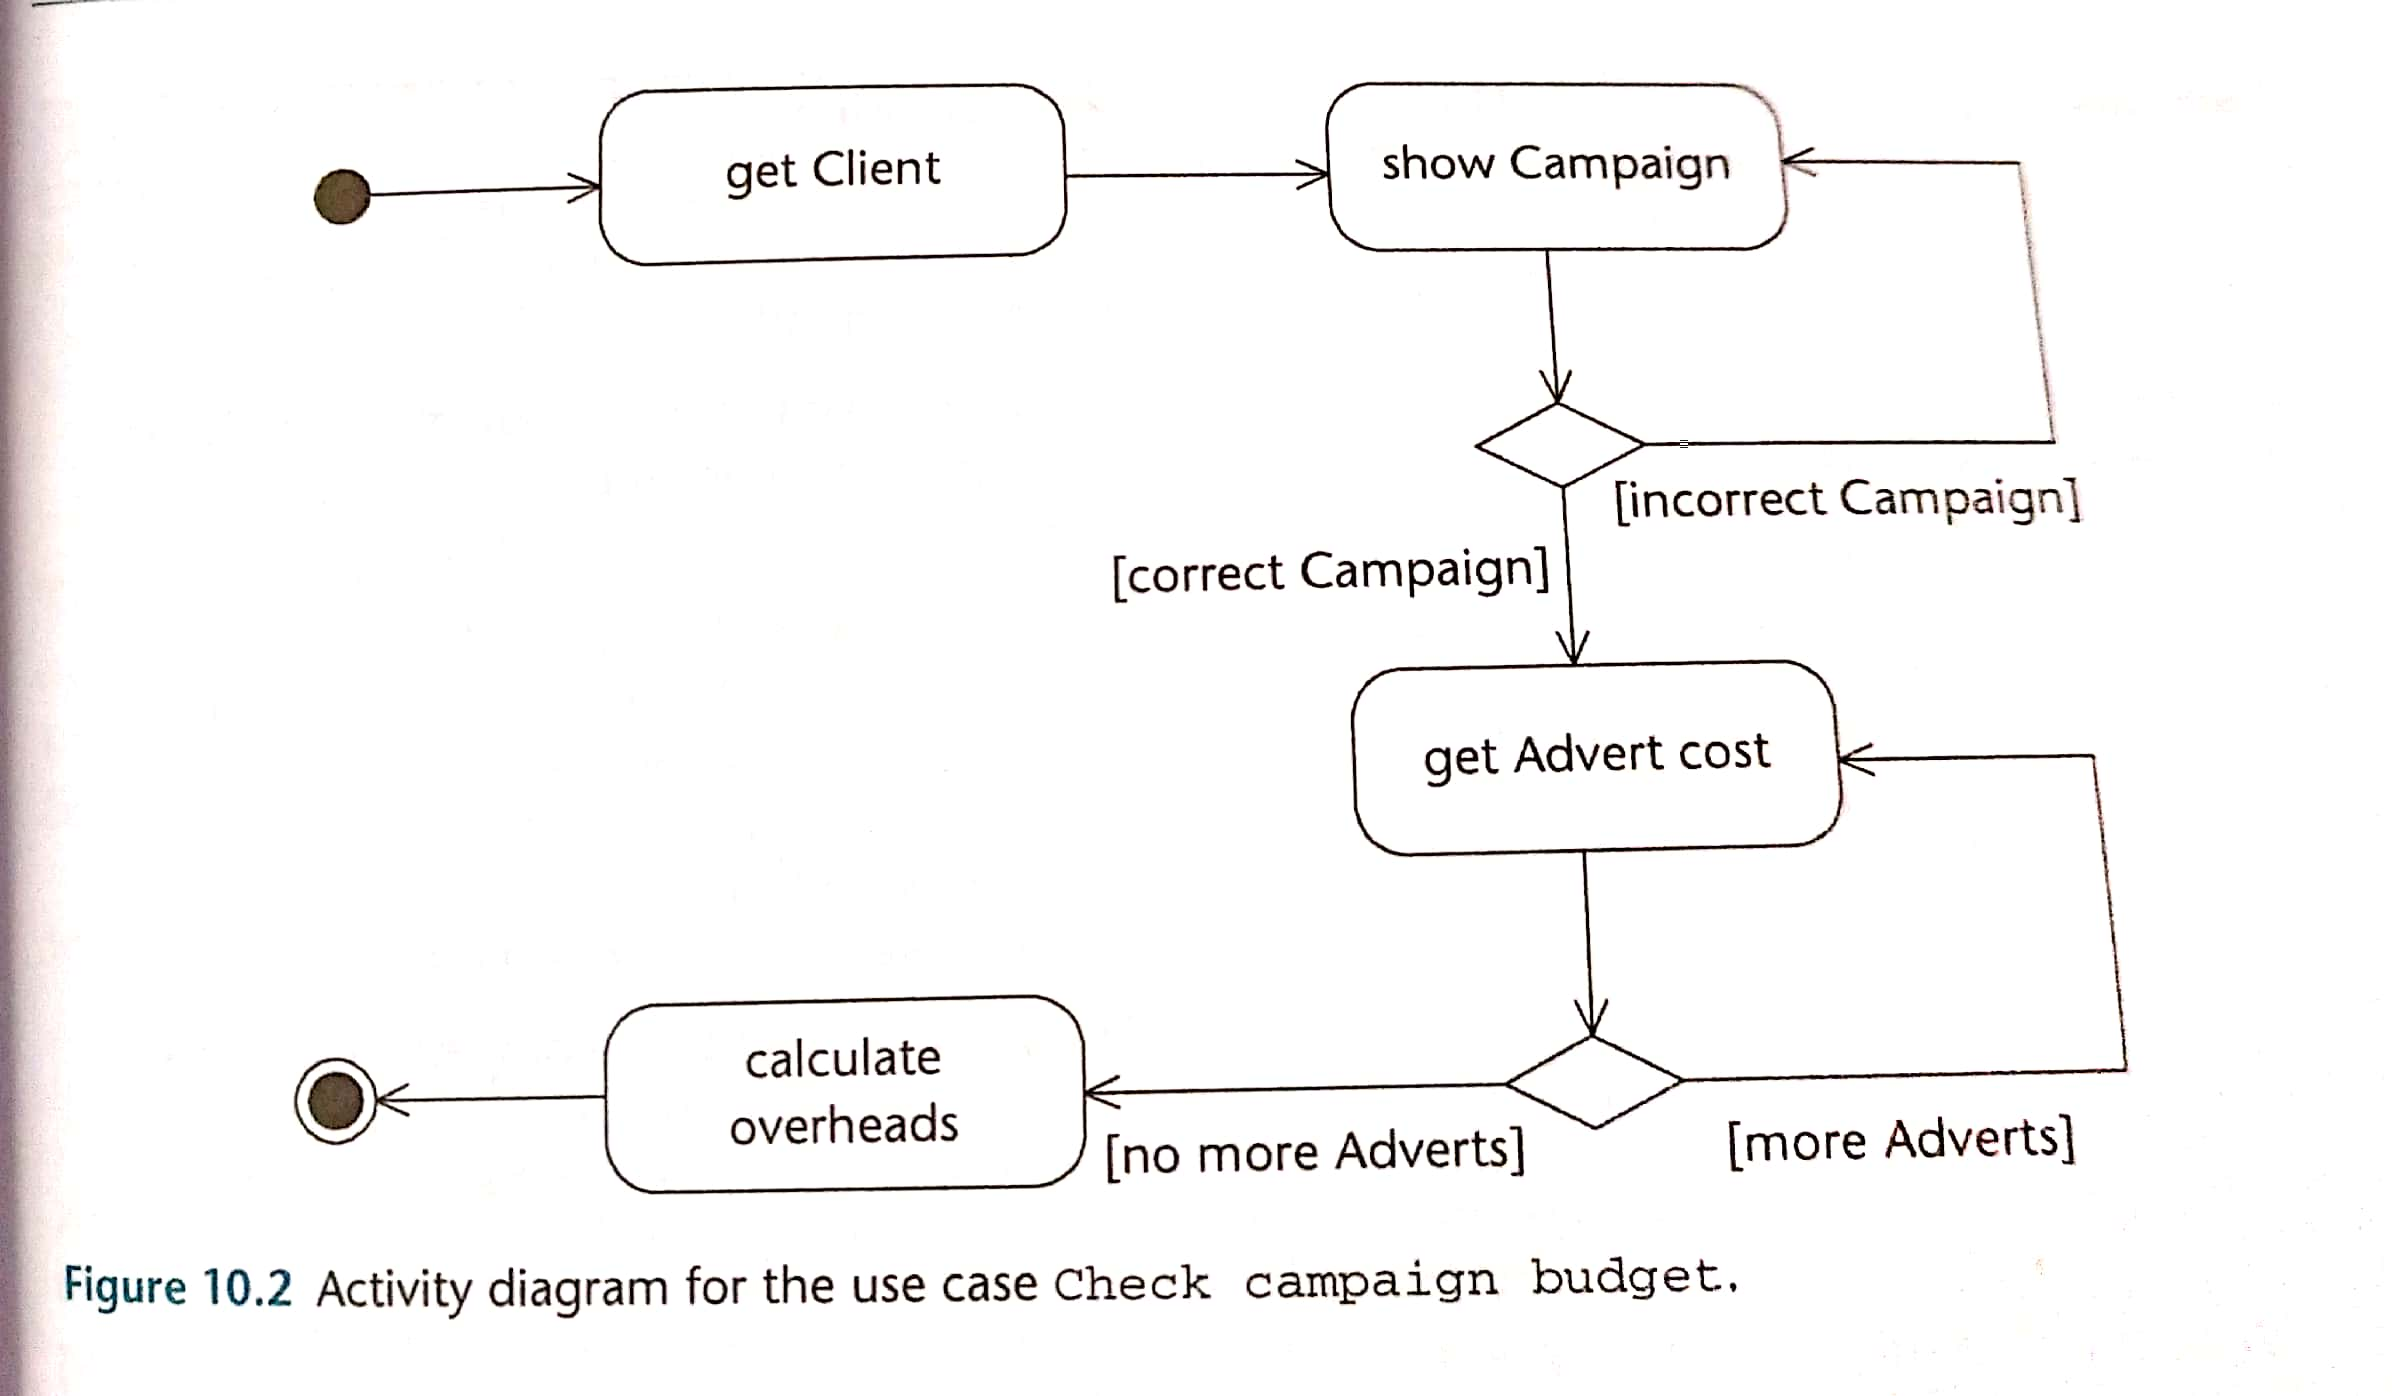 get Client
show Campaign
[incorrect Campaign]
[correct Campaign]
get Advert cost
calculate
overheads
[no more Adverts]
[more Adverts]
Figure 10.2 Activity diagram for the use case Check campaign budget.